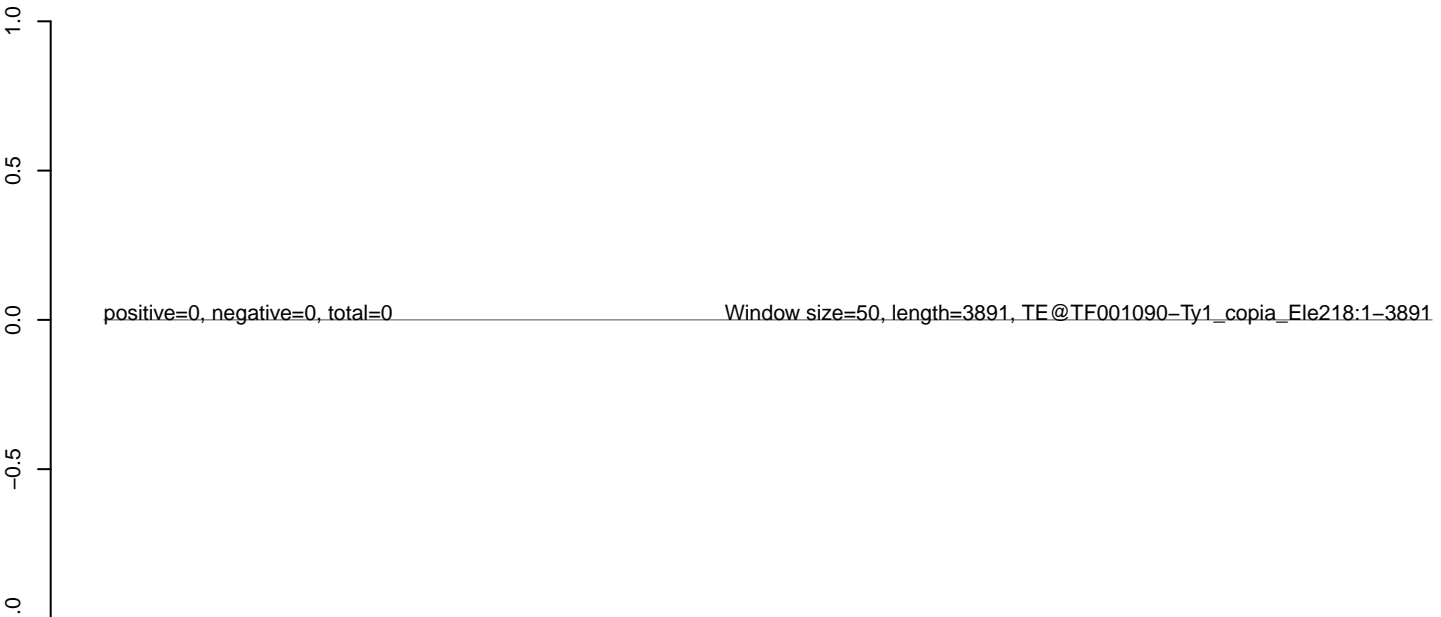 1.0
0.5
0.0
−0.5
.0
positive=0, negative=0, total=0
Window size=50, length=3891, TE@TF001090−Ty1_copia_Ele218:1−3891